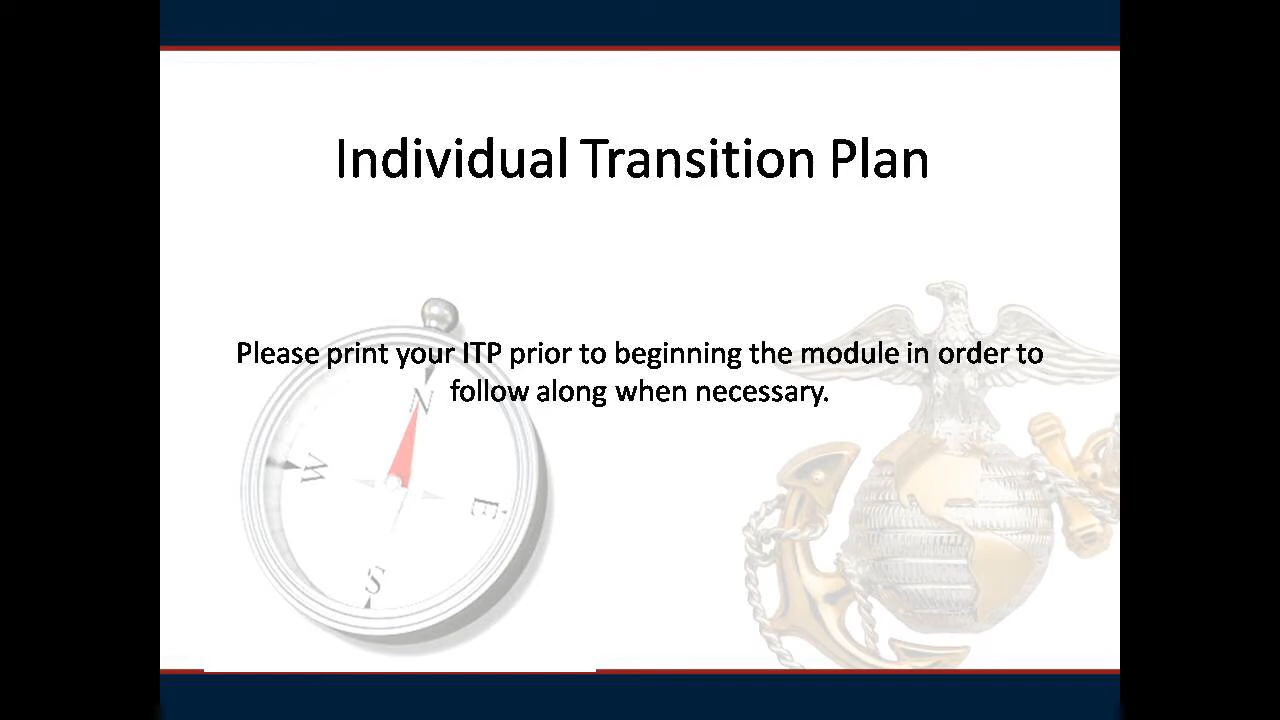 Individual Transition Plan
Please print your ITP prior to beginning the module in order to
follow along when necessary.
N
W
E
S